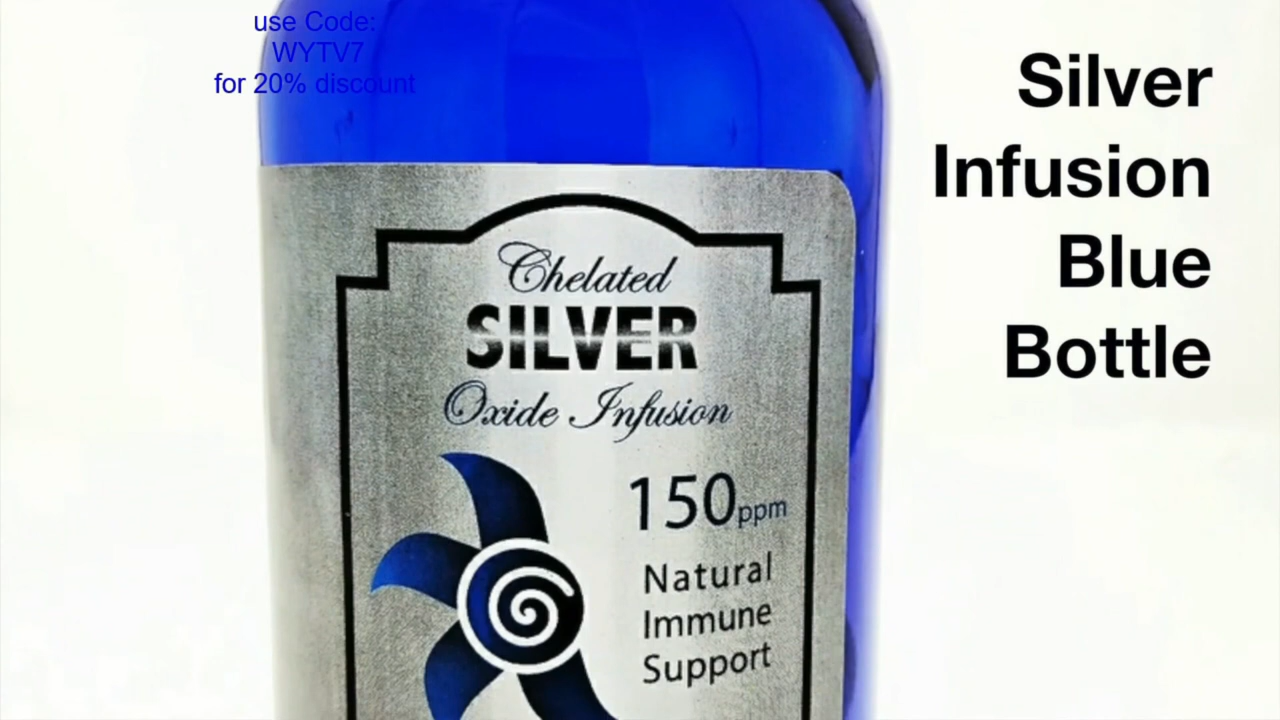 use Code:
WYTV7
for 20% discount
Silver
Infusion
Blue
Bottle
Chelated
SILVER
Oxide Infusion
150ppm
Natural
Immune
Support